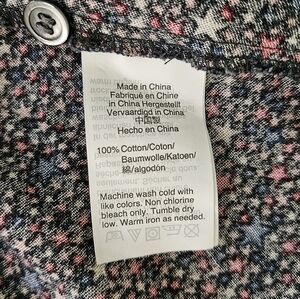 Made in China
Fabriqué en Chine
in China Hergestellt
Vervaardigd in China
中国製
Hecho en China
100% Cotton/Coton/
Baumwolle/Katoen/
綿/algodón
Machine wash cold with
like colors. Non chlorine
bleach only. Tumble dry
low. Warm iron as needed.